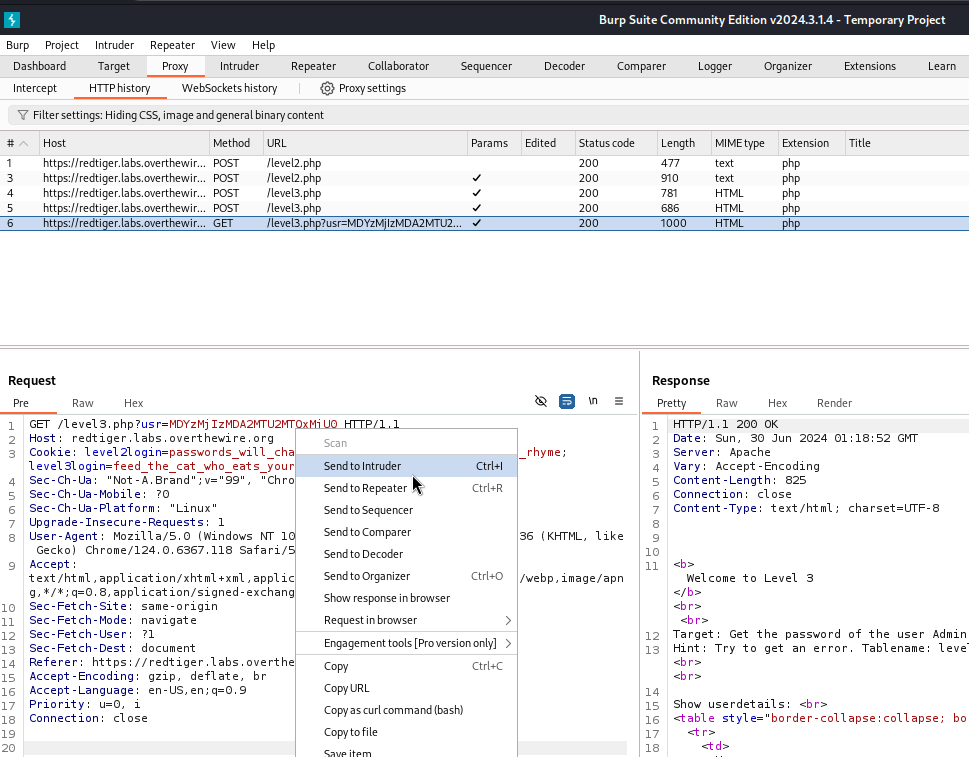 Burp Suite Community Edition v2024.3.1.4 - Temporary Project
Burp Project Intruder Repeater View Help
Dashboard Target Proxy Intruder Repeater Collaborator Sequencer Decoder Comparer Logger Organizer Extensions Learn
Intercept HTTP history WebSockets history Proxy settings
Filter settings: Hiding CSS, image and general binary content
# Host Method URL Params Edited Status code Length MIME type Extension Title
1 https://redtiger.labs.overthewir... POST /level2.php 200 477 text php
3 https://redtiger.labs.overthewir... POST /level2.php ✓ 200 910 text php
4 https://redtiger.labs.overthewir... POST /level3.php ✓ 200 781 HTML php
5 https://redtiger.labs.overthewir... POST /level3.php ✓ 200 686 HTML php
6 https://redtiger.labs.overthewir... GET /level3.php?usr=MDYzMjIzMDA2MTU2... ✓ 200 1000 HTML php
Request
Pre Raw Hex \n
1 GET /level3.php?usr=MDYzMjIzMDA2MTU2MTQxMjU0 HTTP/1.1
2 Host: redtiger.labs.overthewire.org
3 Cookie: level2login=passwords_will_cha _rhyme;
level3login=feed_the_cat_who_eats_your
4 Sec-Ch-Ua: "Not-A.Brand";v="99", "Chro
5 Sec-Ch-Ua-Mobile: ?0
6 Sec-Ch-Ua-Platform: "Linux"
7 Upgrade-Insecure-Requests: 1
8 User-Agent: Mozilla/5.0 (Windows NT 10 36 (KHTML, like
Gecko) Chrome/124.0.6367.118 Safari/5
9 Accept:
text/html,application/xhtml+xml,applic /webp,image/apn
g,*/*;q=0.8,application/signed-exchang
10 Sec-Fetch-Site: same-origin
11 Sec-Fetch-Mode: navigate
12 Sec-Fetch-User: ?1
13 Sec-Fetch-Dest: document
14 Referer: https://redtiger.labs.overthe
15 Accept-Encoding: gzip, deflate, br
16 Accept-Language: en-US,en;q=0.9
17 Priority: u=0, i
18 Connection: close
19
20
Scan
Send to Intruder Ctrl+I
Send to Repeater Ctrl+R
Send to Sequencer
Send to Comparer
Send to Decoder
Send to Organizer Ctrl+O
Show response in browser
Request in browser
Engagement tools [Pro version only]
Copy Ctrl+C
Copy URL
Copy as curl command (bash)
Copy to file
Save item
Response
Pretty Raw Hex Render
1 HTTP/1.1 200 OK
2 Date: Sun, 30 Jun 2024 01:18:52 GMT
3 Server: Apache
4 Vary: Accept-Encoding
5 Content-Length: 825
6 Connection: close
7 Content-Type: text/html; charset=UTF-8
8
9
10
11 <b>
Welcome to Level 3
</b>
<br>
<br>
12 Target: Get the password of the user Admin
13 Hint: Try to get an error. Tablename: leve
<br>
<br>
14
15 Show userdetails: <br>
16 <table style="border-collapse:collapse; bo
17 <tr>
18 <td>